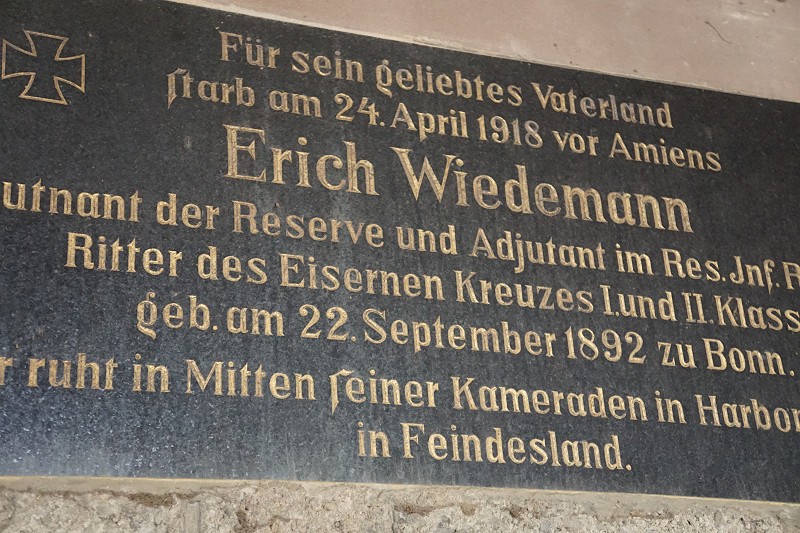 Für sein geliebtes Vaterland
ſtarb am 24. April 1918 vor Amiens
Erich Wiedemann
utnant der Reserve und Adjutant im Res. Jnf. R
Ritter des Eisernen Kreuzes I. und II. Klass
geb. am 22. September 1892 zu Bonn.
r ruht in Mitten ſeiner Kameraden in Harbon
in Feindesland.